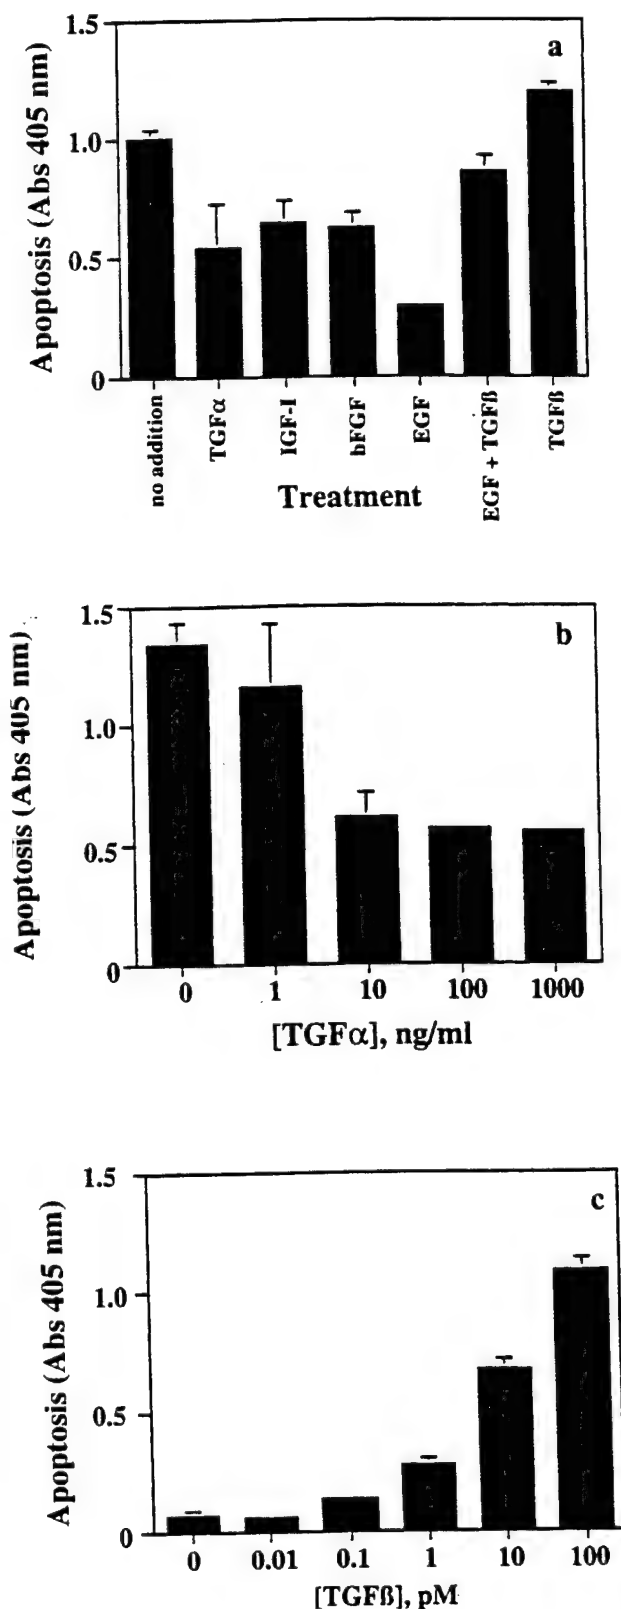 a
Apoptosis (Abs 405 nm)
1.5
1.0
0.5
0
no addition
TGFα
IGF-I
bFGF
EGF
EGF + TGFß
TGFß
Treatment
b
Apoptosis (Abs 405 nm)
1.5
1.0
0.5
0
0 1 10 100 1000
[TGFα], ng/ml
c
Apoptosis (Abs 405 nm)
1.5
1.0
0.5
0
0 0.01 0.1 1 10 100
[TGFß], pM